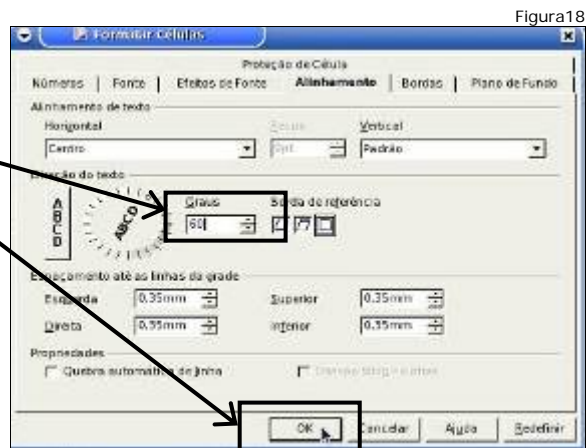 Figura18
Formatar Células
Proteção de Célula
Números Fonte Efeitos de Fonte Alinhamento Bordas Plano de Fundo
Alinhamento de texto
Horizontal Recuo Vertical
Centro 0pt Padrão
Direção do texto
ABCD ABCD Graus Borda de referência
60
Espaçamento até as linhas da grade
Esquerda 0,35mm Superior 0,35mm
Direita 0,35mm Inferior 0,35mm
Propriedades
Quebra automática de linha
OK Cancelar Ajuda Redefinir